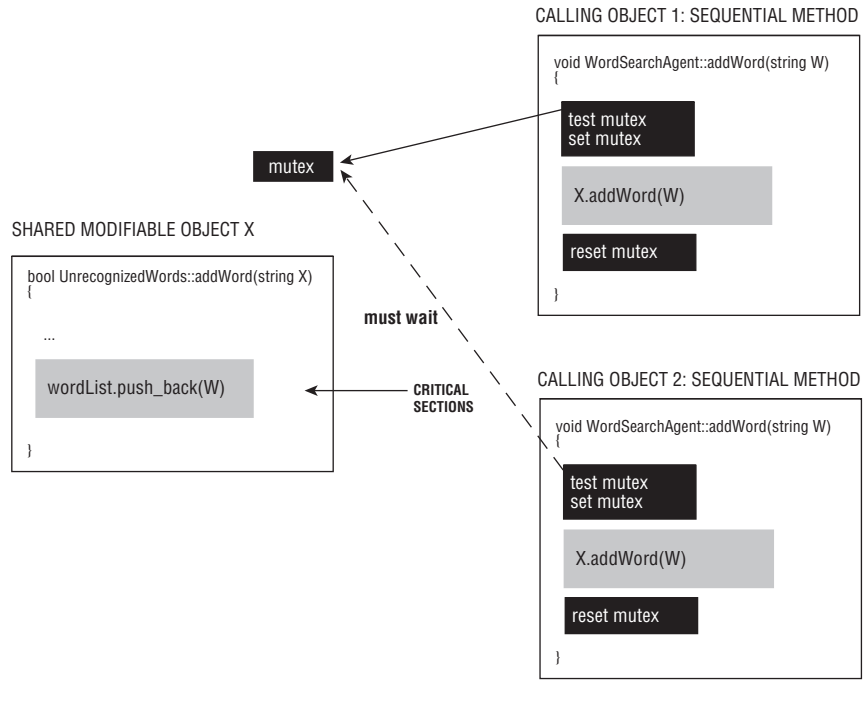 CALLING OBJECT 1: SEQUENTIAL METHOD
void WordSearchAgent::addWord(string W)
{
test mutex
set mutex
X.addWord(W)
reset mutex
}
mutex
SHARED MODIFIABLE OBJECT X
bool UnrecognizedWords::addWord(string X)
{
...
wordList.push_back(W)
}
must wait
CRITICAL
SECTIONS
CALLING OBJECT 2: SEQUENTIAL METHOD
void WordSearchAgent::addWord(string W)
{
test mutex
set mutex
X.addWord(W)
reset mutex
}